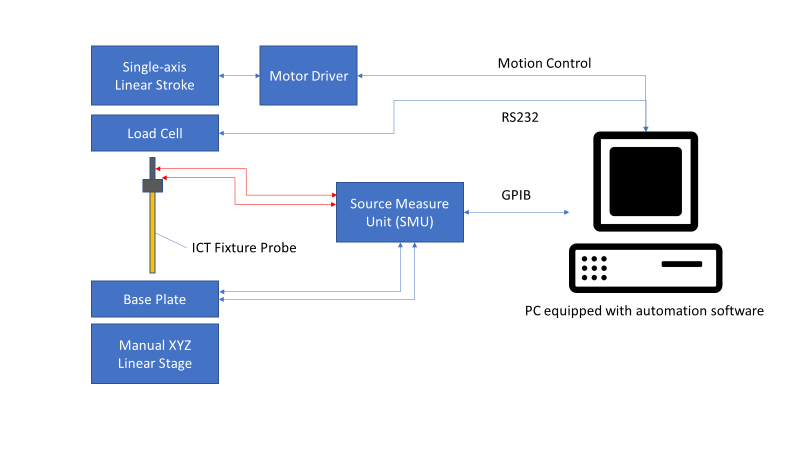 Single-axis
Linear Stroke
Motor Driver
Motion Control
Load Cell
RS232
Source Measure
Unit (SMU)
GPIB
ICT Fixture Probe
Base Plate
PC equipped with automation software
Manual XYZ
Linear Stage